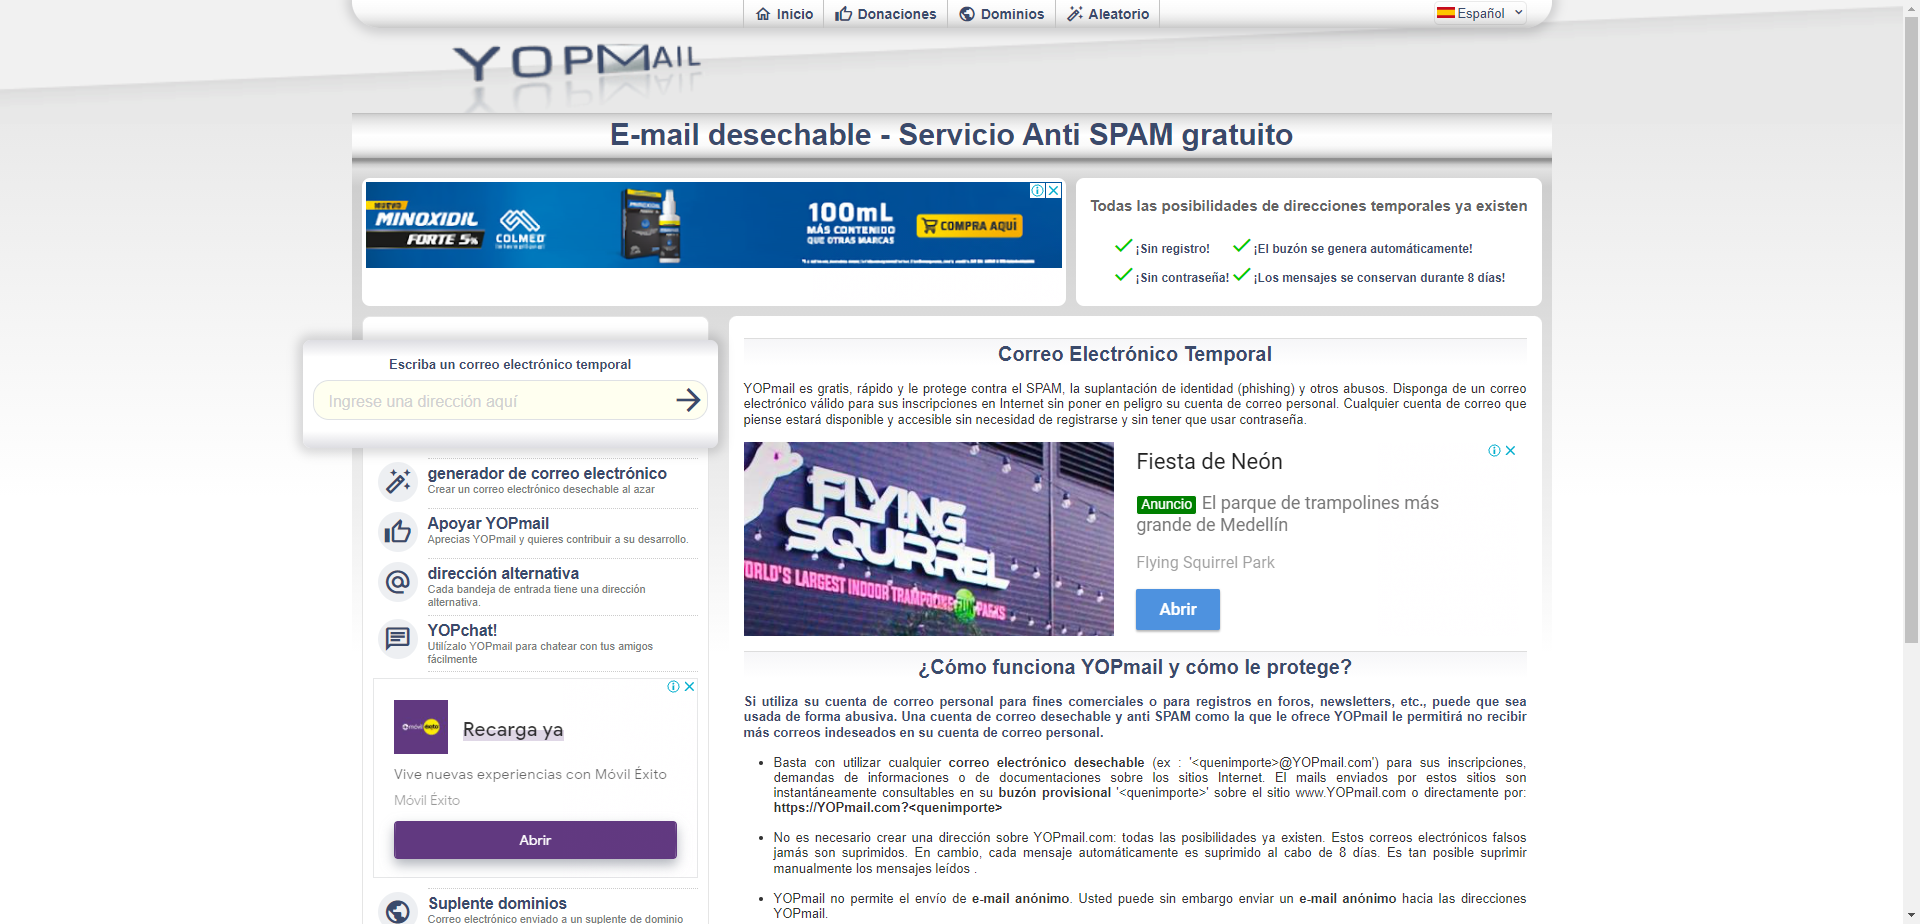 Inicio
Donaciones
Dominios
Aleatorio
Español
YOPMAIL
E-mail desechable - Servicio Anti SPAM gratuito
NUEVO
MINOXIDIL
FORTE 5%
COLMED
100mL
MÁS CONTENIDO
QUE OTRAS MARCAS
COMPRA AQUÍ
Todas las posibilidades de direcciones temporales ya existen
¡Sin registro!
¡El buzón se genera automáticamente!
¡Sin contraseña!
¡Los mensajes se conservan durante 8 días!
Escriba un correo electrónico temporal
Ingrese una dirección aquí
generador de correo electrónico
Crear un correo electrónico desechable al azar
Apoyar YOPmail
Aprecias YOPmail y quieres contribuir a su desarrollo.
dirección alternativa
Cada bandeja de entrada tiene una dirección
alternativa.
YOPchat!
Utilízalo YOPmail para chatear con tus amigos
fácilmente
móvil éxito
Recarga ya
Vive nuevas experiencias con Móvil Éxito
Móvil Éxito
Abrir
Suplente dominios
Correo electrónico enviado a un suplente de dominio
Correo Electrónico Temporal
YOPmail es gratis, rápido y le protege contra el SPAM, la suplantación de identidad (phishing) y otros abusos. Disponga de un correo
electrónico válido para sus inscripciones en Internet sin poner en peligro su cuenta de correo personal. Cualquier cuenta de correo que
piense estará disponible y accesible sin necesidad de registrarse y sin tener que usar contraseña.
FLYING
SQUIRREL
WORLD'S LARGEST INDOOR TRAMPOLINE FUN PARKS
Fiesta de Neón
Anuncio El parque de trampolines más
grande de Medellín
Flying Squirrel Park
Abrir
¿Cómo funciona YOPmail y cómo le protege?
Si utiliza su cuenta de correo personal para fines comerciales o para registros en foros, newsletters, etc., puede que sea
usada de forma abusiva. Una cuenta de correo desechable y anti SPAM como la que le ofrece YOPmail le permitirá no recibir
más correos indeseados en su cuenta de correo personal.
• Basta con utilizar cualquier correo electrónico desechable (ex : '<quenimporte>@YOPmail.com') para sus inscripciones,
demandas de informaciones o de documentaciones sobre los sitios Internet. El mails enviados por estos sitios son
instantáneamente consultables en su buzón provisional '<quenimporte>' sobre el sitio www.YOPmail.com o directamente por:
https://YOPmail.com?<quenimporte>
• No es necesario crear una dirección sobre YOPmail.com: todas las posibilidades ya existen. Estos correos electrónicos falsos
jamás son suprimidos. En cambio, cada mensaje automáticamente es suprimido al cabo de 8 días. Es tan posible suprimir
manualmente los mensajes leídos .
• YOPmail no permite el envío de e-mail anónimo. Usted puede sin embargo enviar un e-mail anónimo hacia las direcciones
YOPmail.